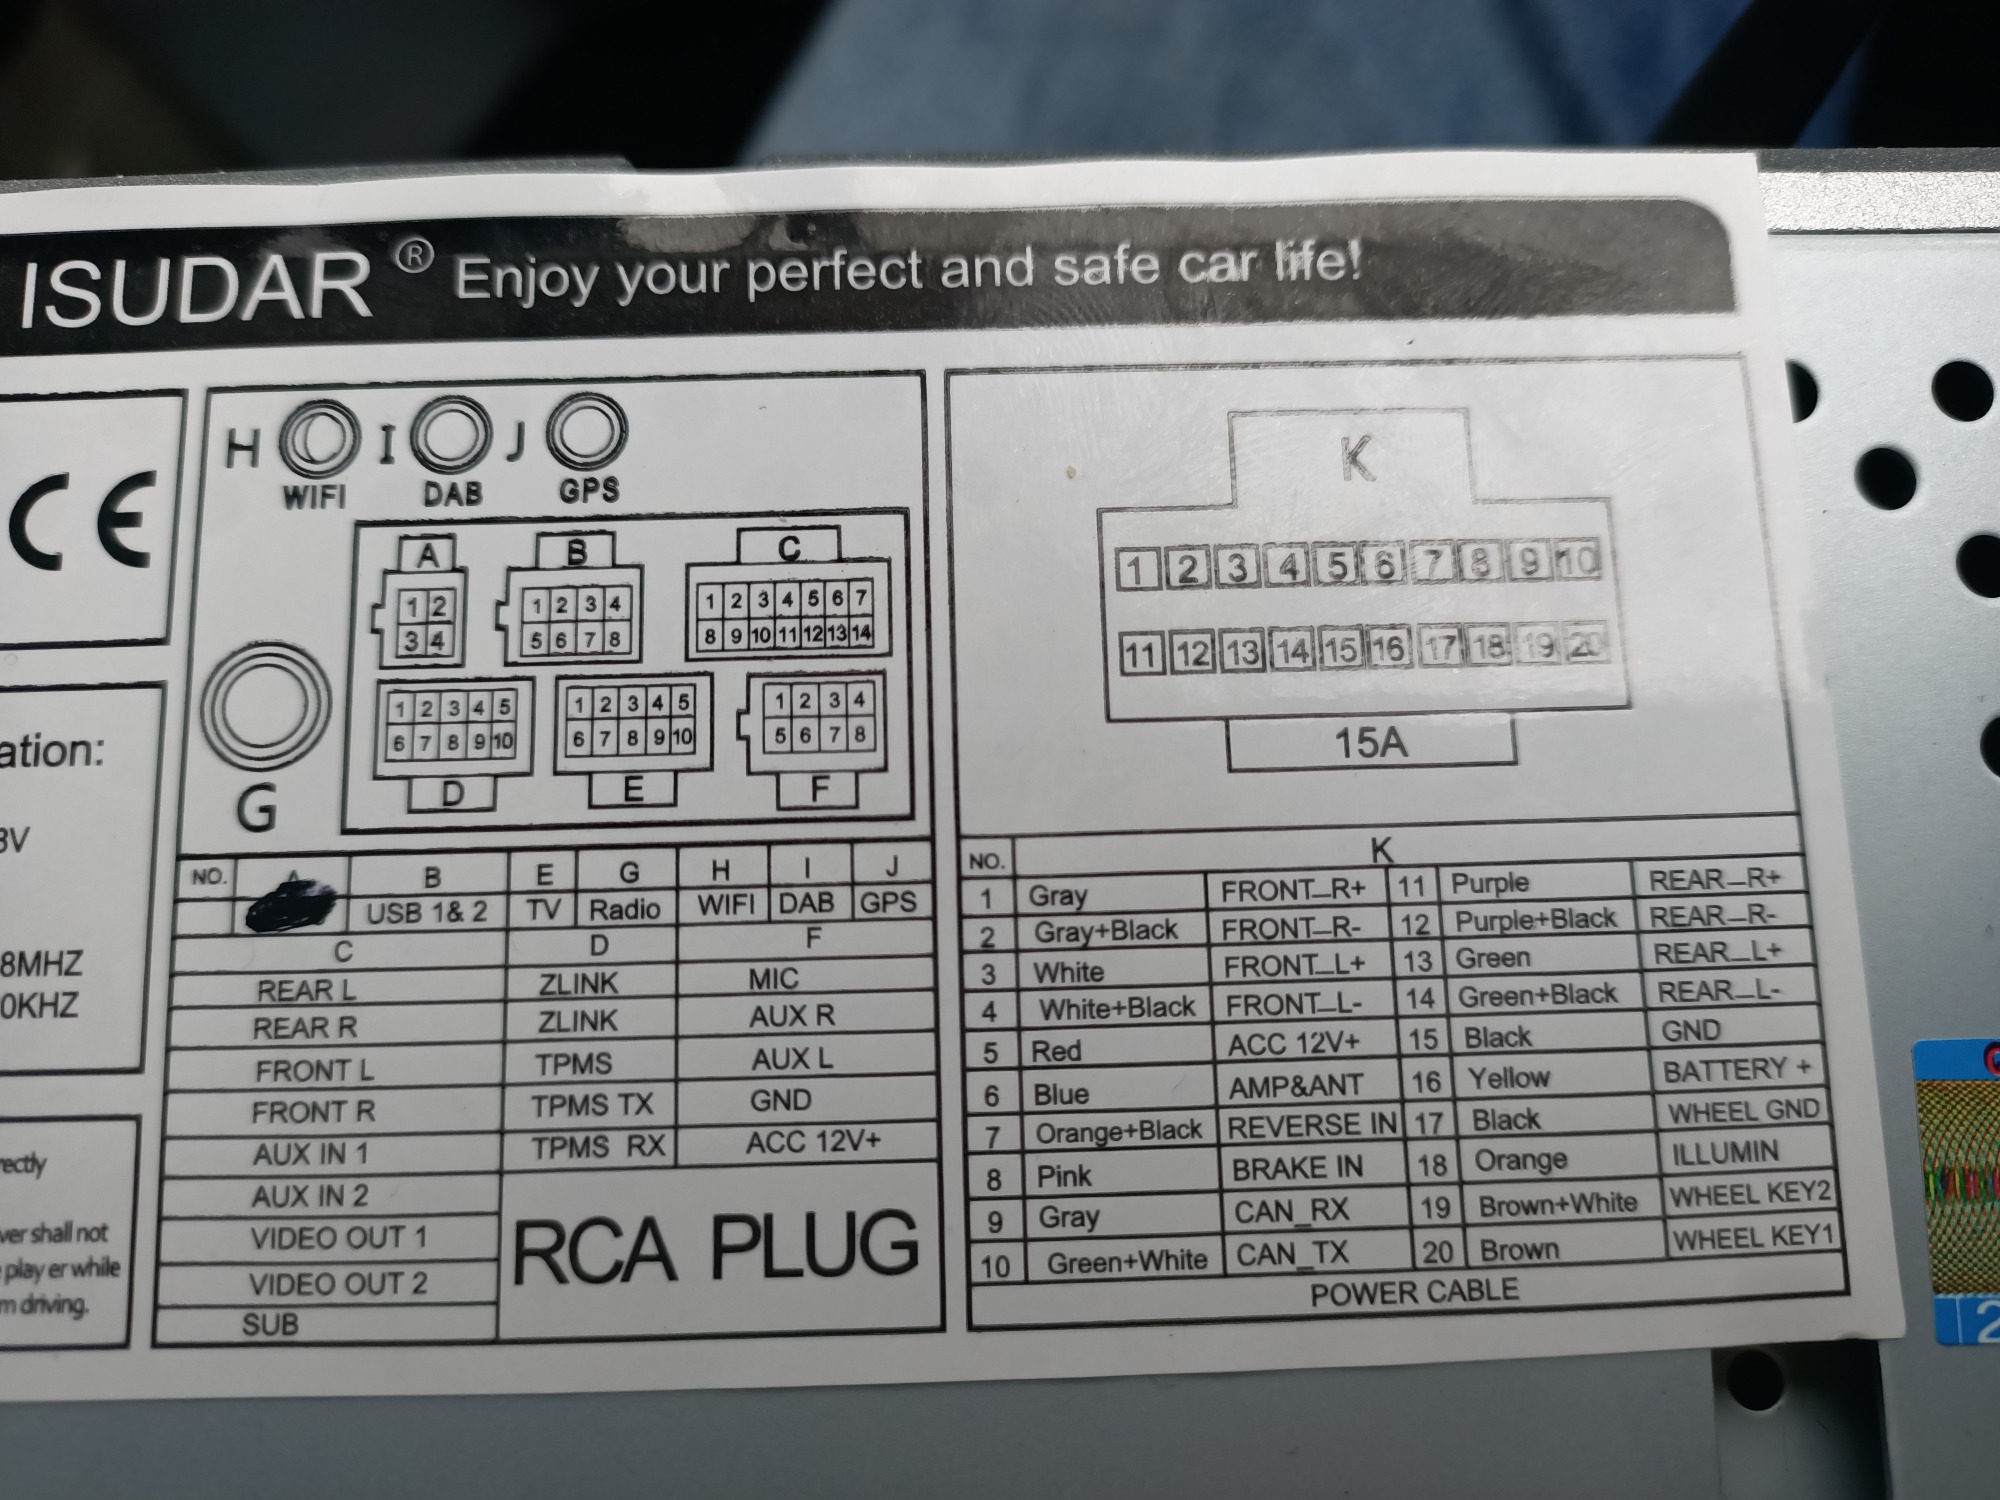 ISUDAR ® Enjoy your perfect and safe car life!
CE
ation:
3V
8MHZ
0KHZ
ectly
ver shall not
play er while
m driving.
H WIFI I DAB J GPS
G
A
1 2
3 4
B
1 2 3 4
5 6 7 8
C
1 2 3 4 5 6 7
8 9 10 11 12 13 14
1 2 3 4 5
6 7 8 9 10
D
1 2 3 4 5
6 7 8 9 10
E
1 2 3 4
5 6 7 8
F
NO. A B E G H I J
USB 1& 2 TV Radio WIFI DAB GPS
C D F
REAR L ZLINK MIC
REAR R ZLINK AUX R
FRONT L TPMS AUX L
FRONT R TPMS TX GND
AUX IN 1 TPMS RX ACC 12V+
AUX IN 2
VIDEO OUT 1
VIDEO OUT 2
SUB
RCA PLUG
K
1 2 3 4 5 6 7 8 9 10
11 12 13 14 15 16 17 18 19 20
15A
NO. K
1 Gray FRONT_R+ 11 Purple REAR_R+
2 Gray+Black FRONT_R- 12 Purple+Black REAR_R-
3 White FRONT_L+ 13 Green REAR_L+
4 White+Black FRONT_L- 14 Green+Black REAR_L-
5 Red ACC 12V+ 15 Black GND
6 Blue AMP&ANT 16 Yellow BATTERY +
7 Orange+Black REVERSE IN 17 Black WHEEL GND
8 Pink BRAKE IN 18 Orange ILLUMIN
9 Gray CAN_RX 19 Brown+White WHEEL KEY2
10 Green+White CAN_TX 20 Brown WHEEL KEY1
POWER CABLE
2